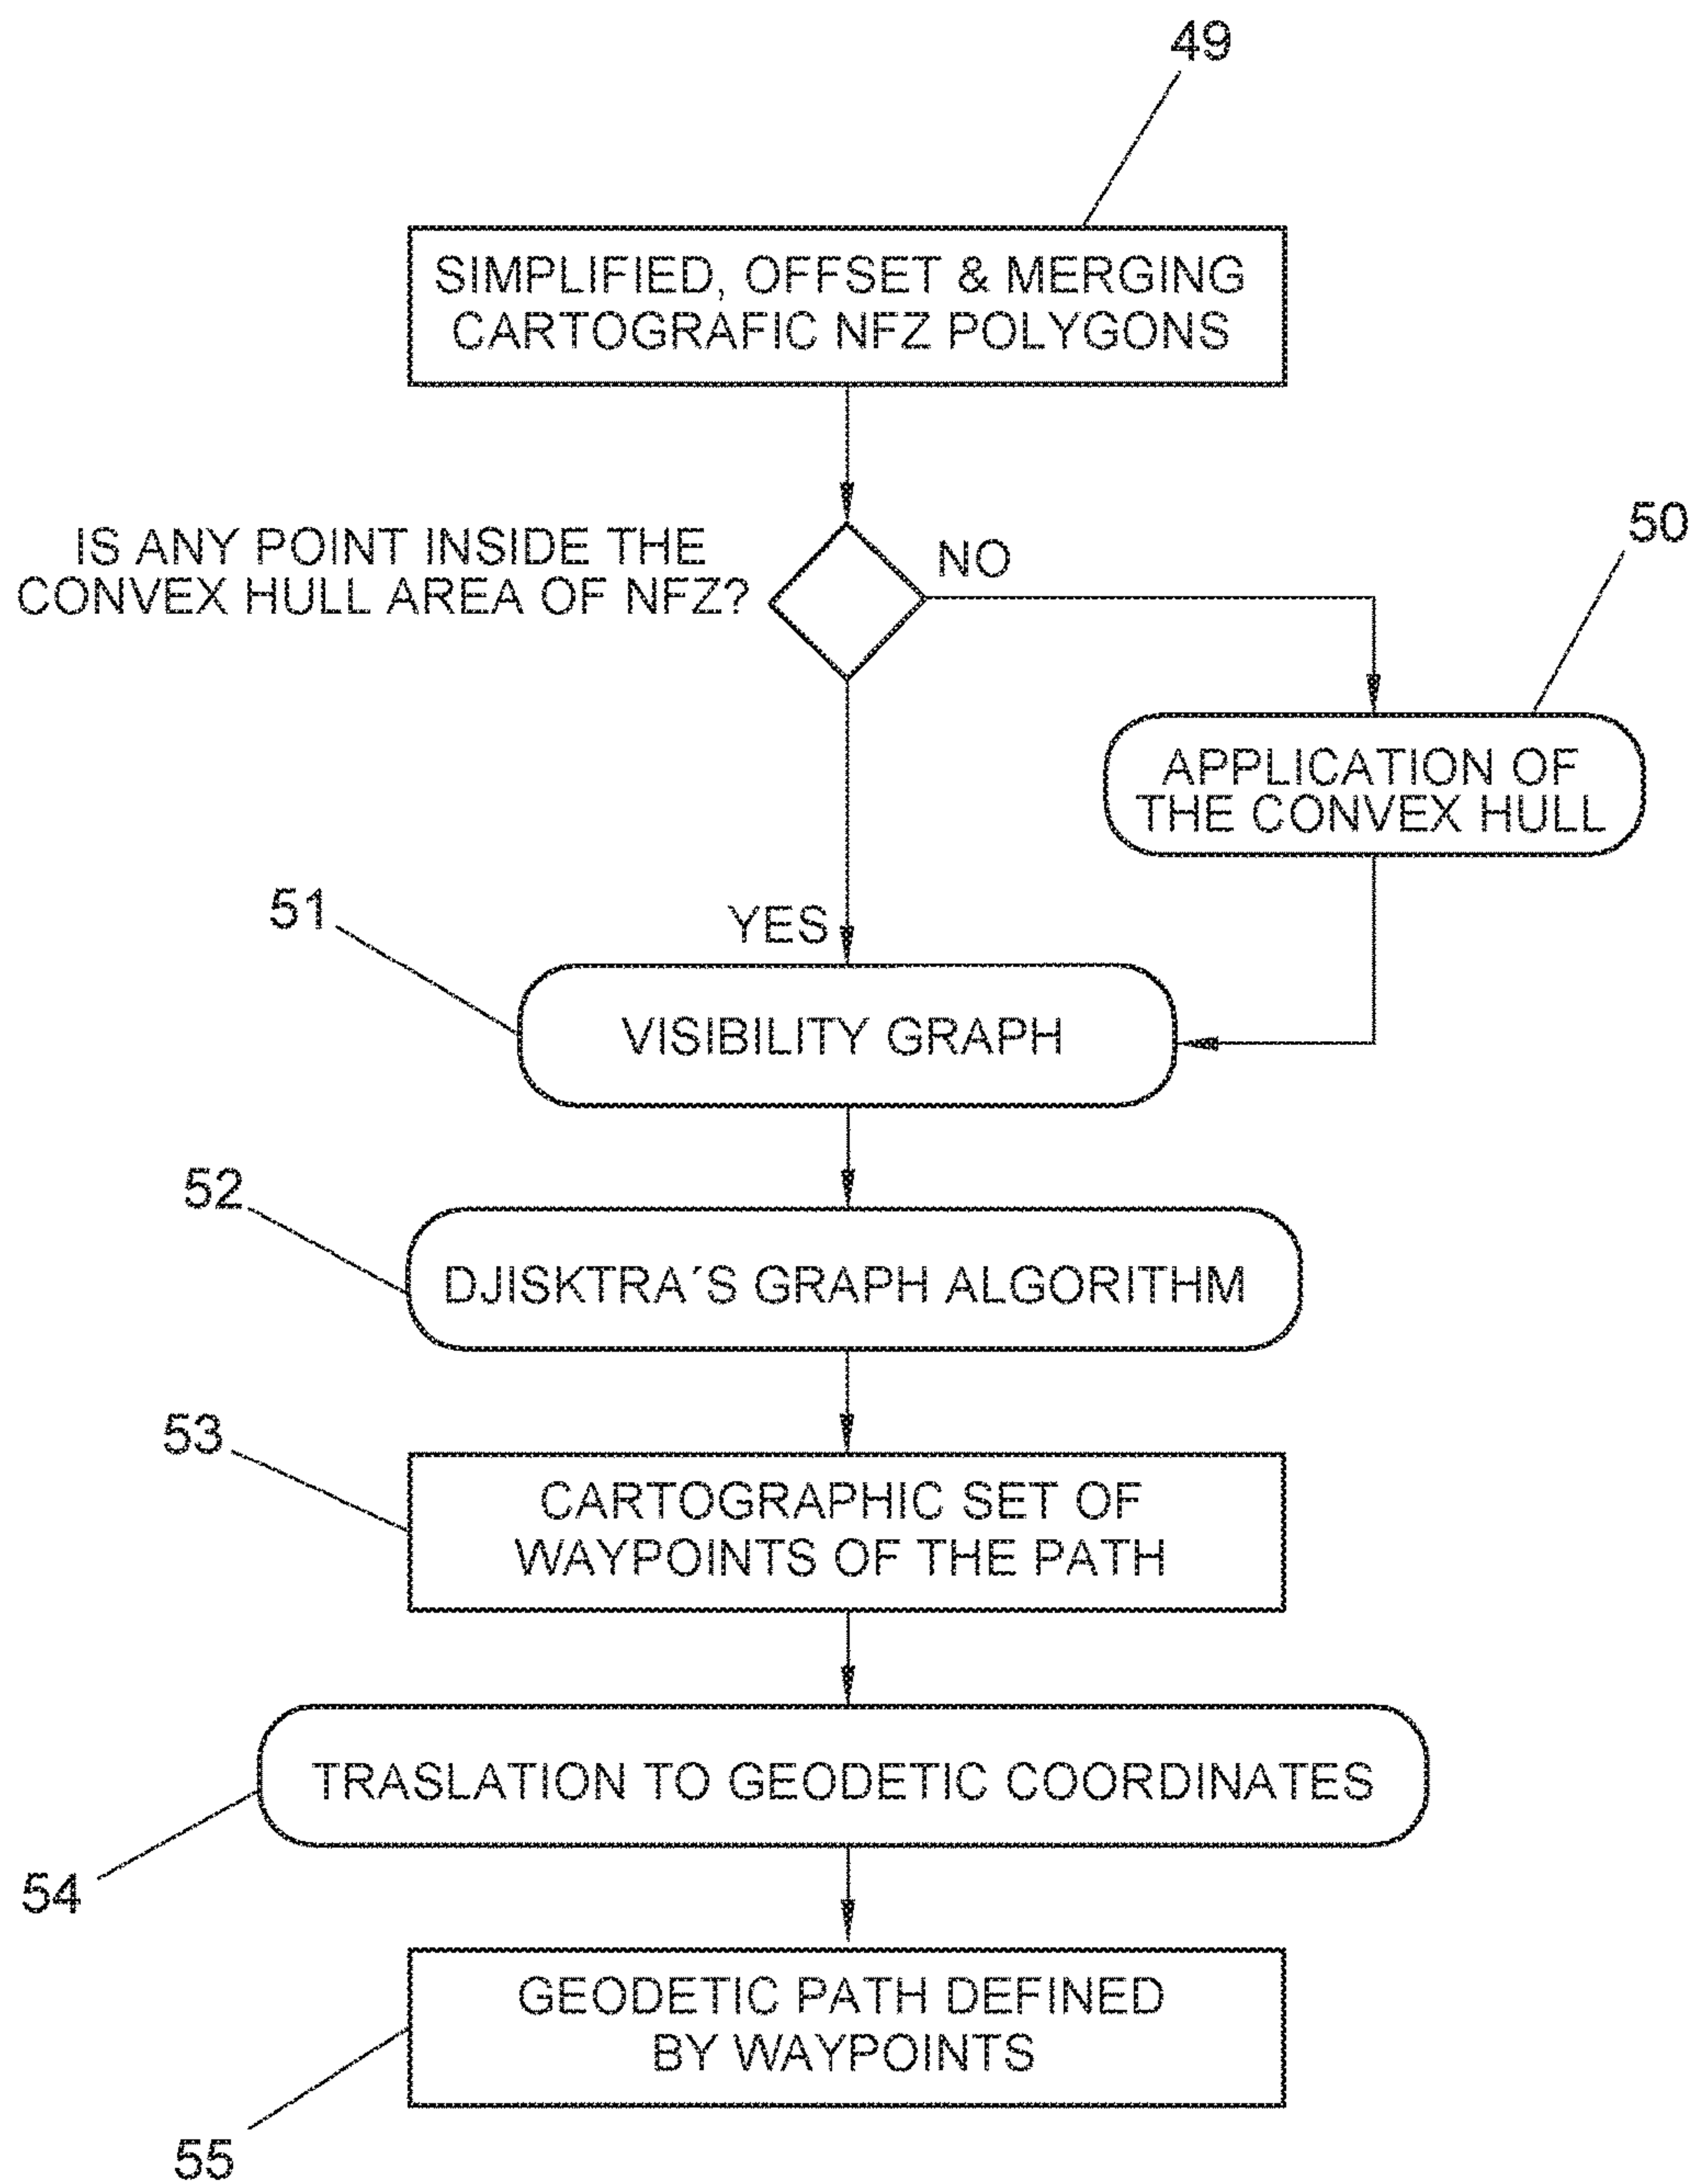 49
SIMPLIFIED, OFFSET & MERGING
CARTOGRAFIC NFZ POLYGONS
IS ANY POINT INSIDE THE
CONVEX HULL AREA OF NFZ?
NO
50
APPLICATION OF
THE CONVEX HULL
YES
51
VISIBILITY GRAPH
52
DJISKTRA´S GRAPH ALGORITHM
53
CARTOGRAPHIC SET OF
WAYPOINTS OF THE PATH
TRASLATION TO GEODETIC COORDINATES
54
GEODETIC PATH DEFINED
BY WAYPOINTS
55